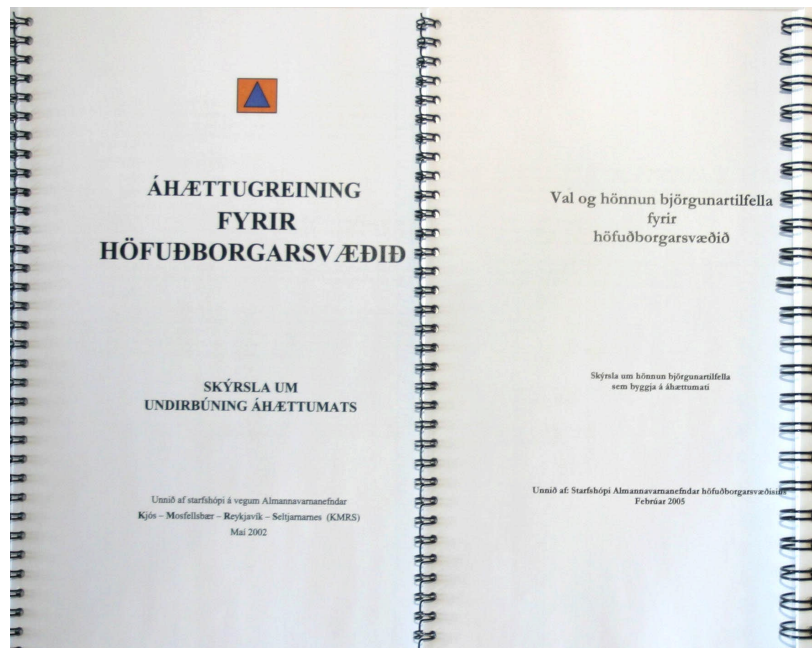 ÁHÆTTUGREINING
FYRIR
HÖFUÐBORGARSVÆÐIÐ
SKÝRSLA UM
UNDIRBÚNING ÁHÆTTUMATS
Unnið af starfshópi á vegum Almannavarnanefndar
Kjós – Mosfellsbær – Reykjavík – Seltjarnarnes (KMRS)
Maí 2002
Val og hönnun björgunartilfella
fyrir
höfuðborgarsvæðið
Skýrsla um hönnun björgunartilfella
sem byggja á áhættumati
Unnið af: Starfshópi Almannavarnanefndar höfuðborgarsvæðisins
Febrúar 2005